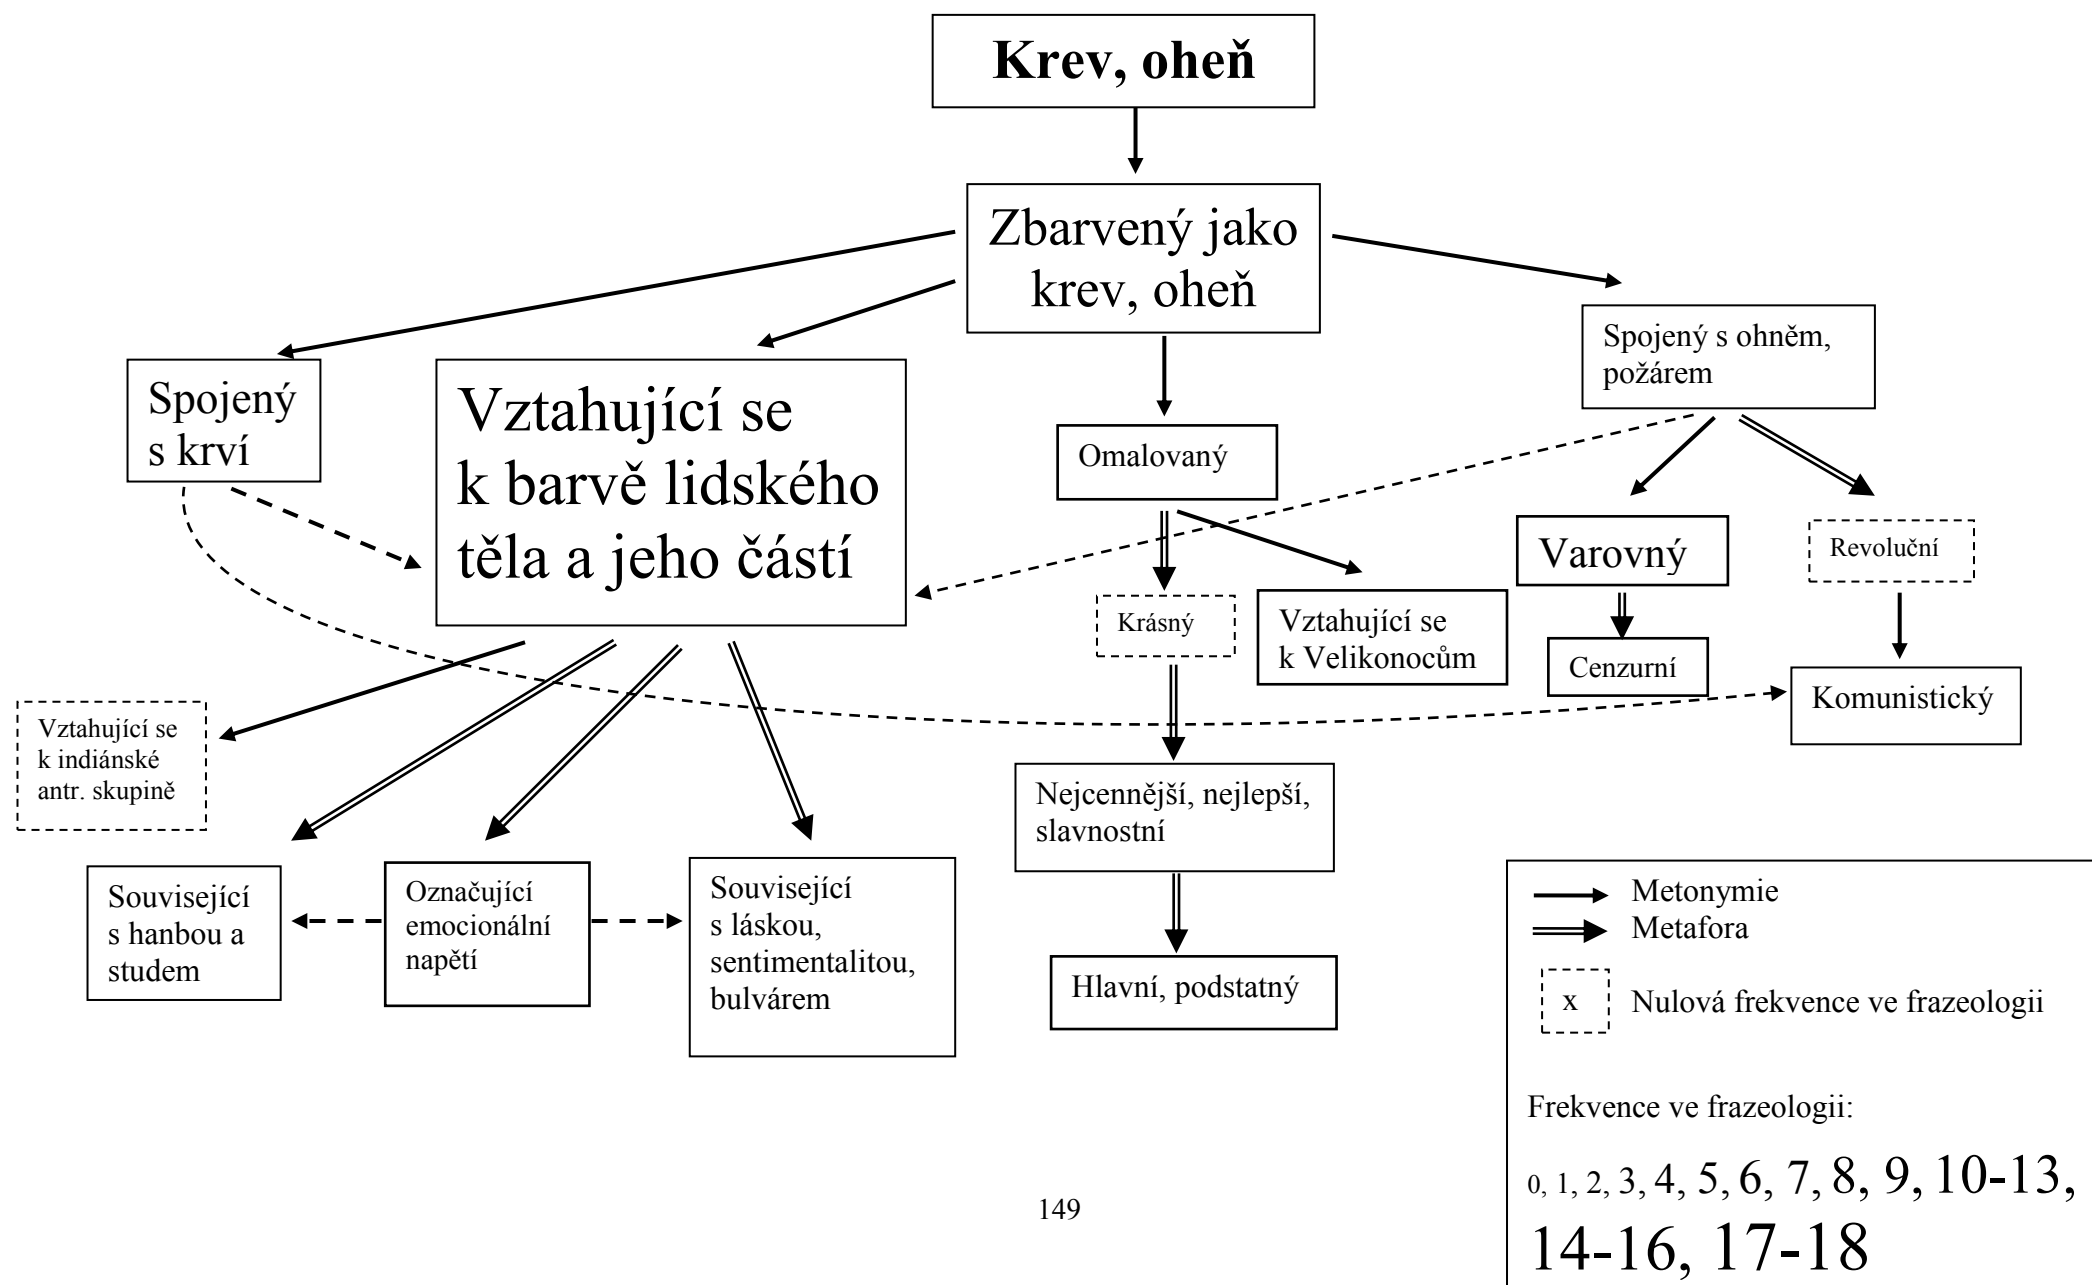 Krev, oheň
Zbarvený jako
krev, oheň
Spojený
s krví
Vztahující se
k barvě lidského
těla a jeho částí
Omalovaný
Spojený s ohněm,
požárem
Varovný
Revoluční
Krásný
Vztahující se
k Velikonocům
Cenzurní
Komunistický
Vztahující se
k indiánské
antr. skupině
Nejcennější, nejlepší,
slavnostní
Související
s hanbou a
studem
Označující
emocionální
napětí
Související
s láskou,
sentimentalitou,
bulvárem
Hlavní, podstatný
Metonymie
Metafora
x Nulová frekvence ve frazeologii
Frekvence ve frazeologii:
0, 1, 2, 3, 4, 5, 6, 7, 8, 9, 10-13,
14-16, 17-18
149